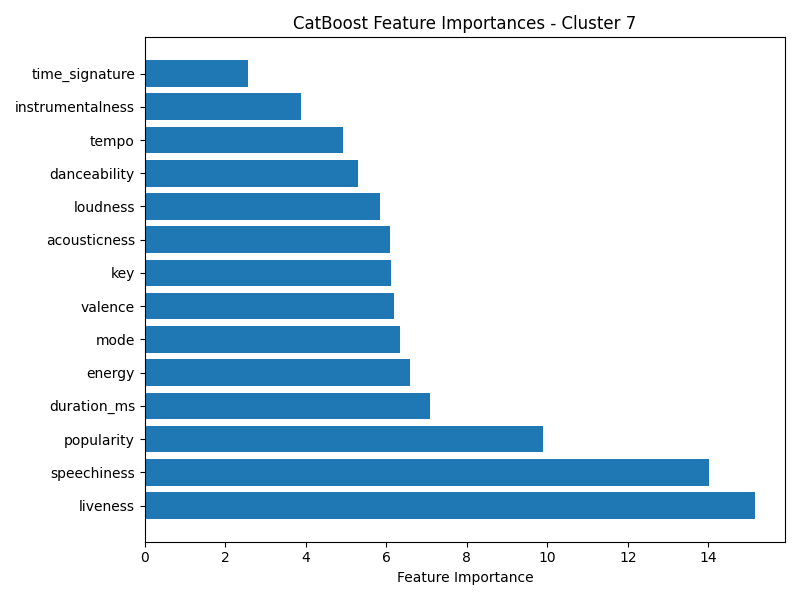 CatBoost Feature Importances - Cluster 7
time_signature
instrumentalness
tempo
danceability
loudness
acousticness
key
valence
mode
energy
duration_ms
popularity
speechiness
liveness
0 2 4 6 8 10 12 14
Feature Importance